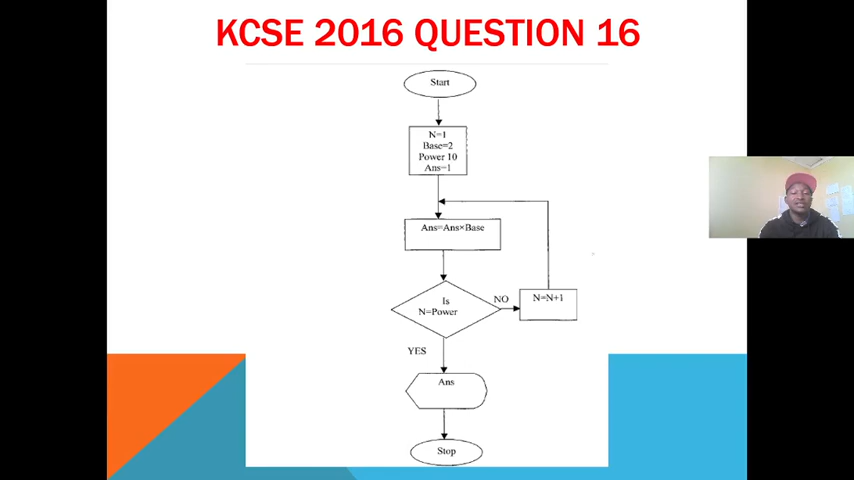 KCSE 2016 QUESTION 16
Start
N=1
Base=2
Power 10
Ans=1
Ans=Ans×Base
Is
N=Power
NO
N=N+1
YES
Ans
Stop